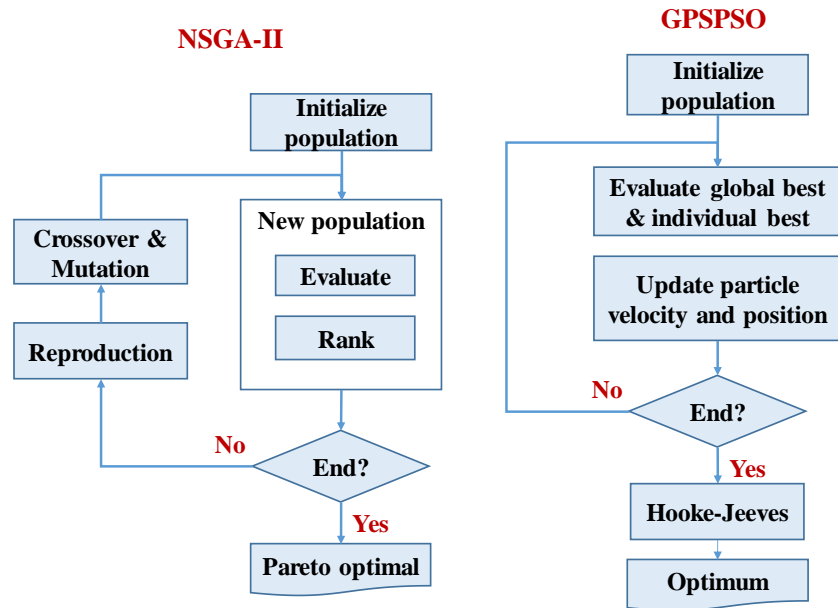 NSGA-II
Initialize
population
New population
Evaluate
Rank
Crossover &
Mutation
Reproduction
No
End?
Yes
Pareto optimal
GPSPSO
Initialize
population
Evaluate global best
& individual best
Update particle
velocity and position
No
End?
Yes
Hooke-Jeeves
Optimum